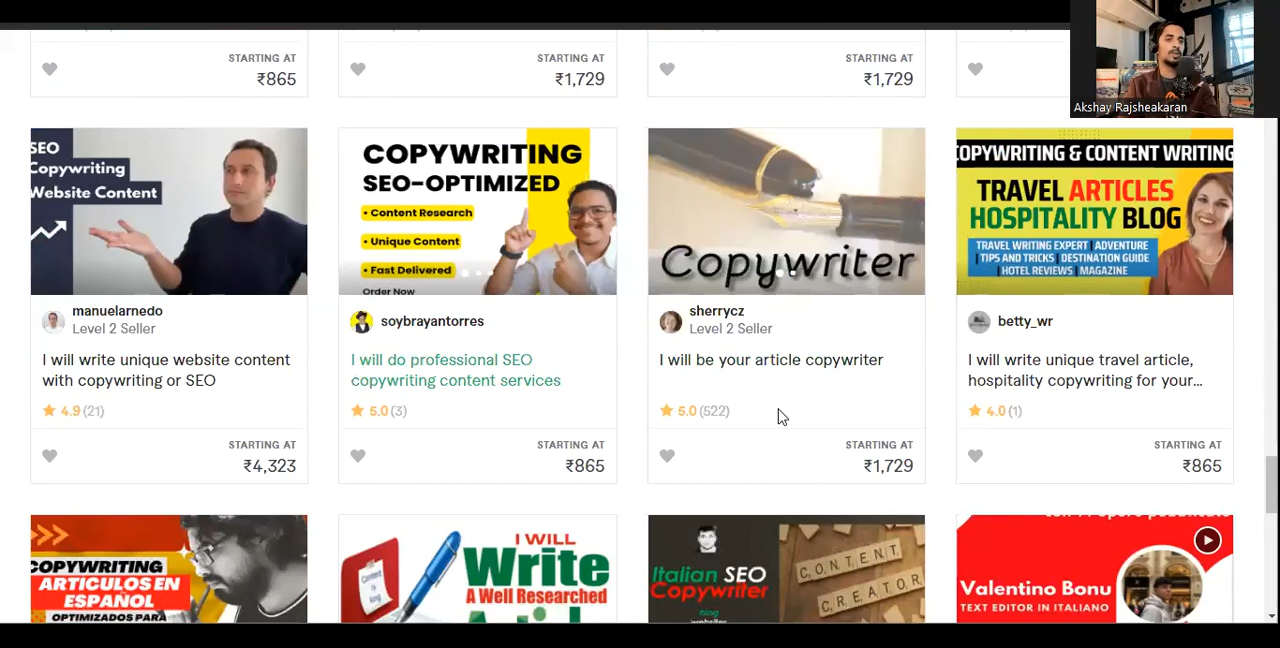 STARTING AT
₹865
STARTING AT
₹1,729
STARTING AT
₹1,729
Akshay Rajsheakaran
SEO
Copywriting
Website Content
manuelarnedo
Level 2 Seller
I will write unique website content
with copywriting or SEO
4.9 (21)
STARTING AT
₹4,323
COPYWRITING
SEO-OPTIMIZED
• Content Research
• Unique Content
• Fast Delivered
Order Now
soybrayantorres
I will do professional SEO
copywriting content services
5.0 (3)
STARTING AT
₹865
Copywriter
sherrycz
Level 2 Seller
I will be your article copywriter
5.0 (522)
STARTING AT
₹1,729
COPYWRITING & CONTENT WRITING
TRAVEL ARTICLES
HOSPITALITY BLOG
TRAVEL WRITING EXPERT | ADVENTURE
| TIPS AND TRICKS | DESTINATION GUIDE
| HOTEL REVIEWS | MAGAZINE
betty_wr
I will write unique travel article,
hospitality copywriting for your...
4.0 (1)
STARTING AT
₹865
COPYWRITING
ARTICULOS EN
ESPAÑOL
OPTIMIZADOS PARA
I WILL
Write
A Well Researched
Italian SEO
Copywriter
blog
CONTENT
CREATOR
Valentino Bonu
TEXT EDITOR IN ITALIANO